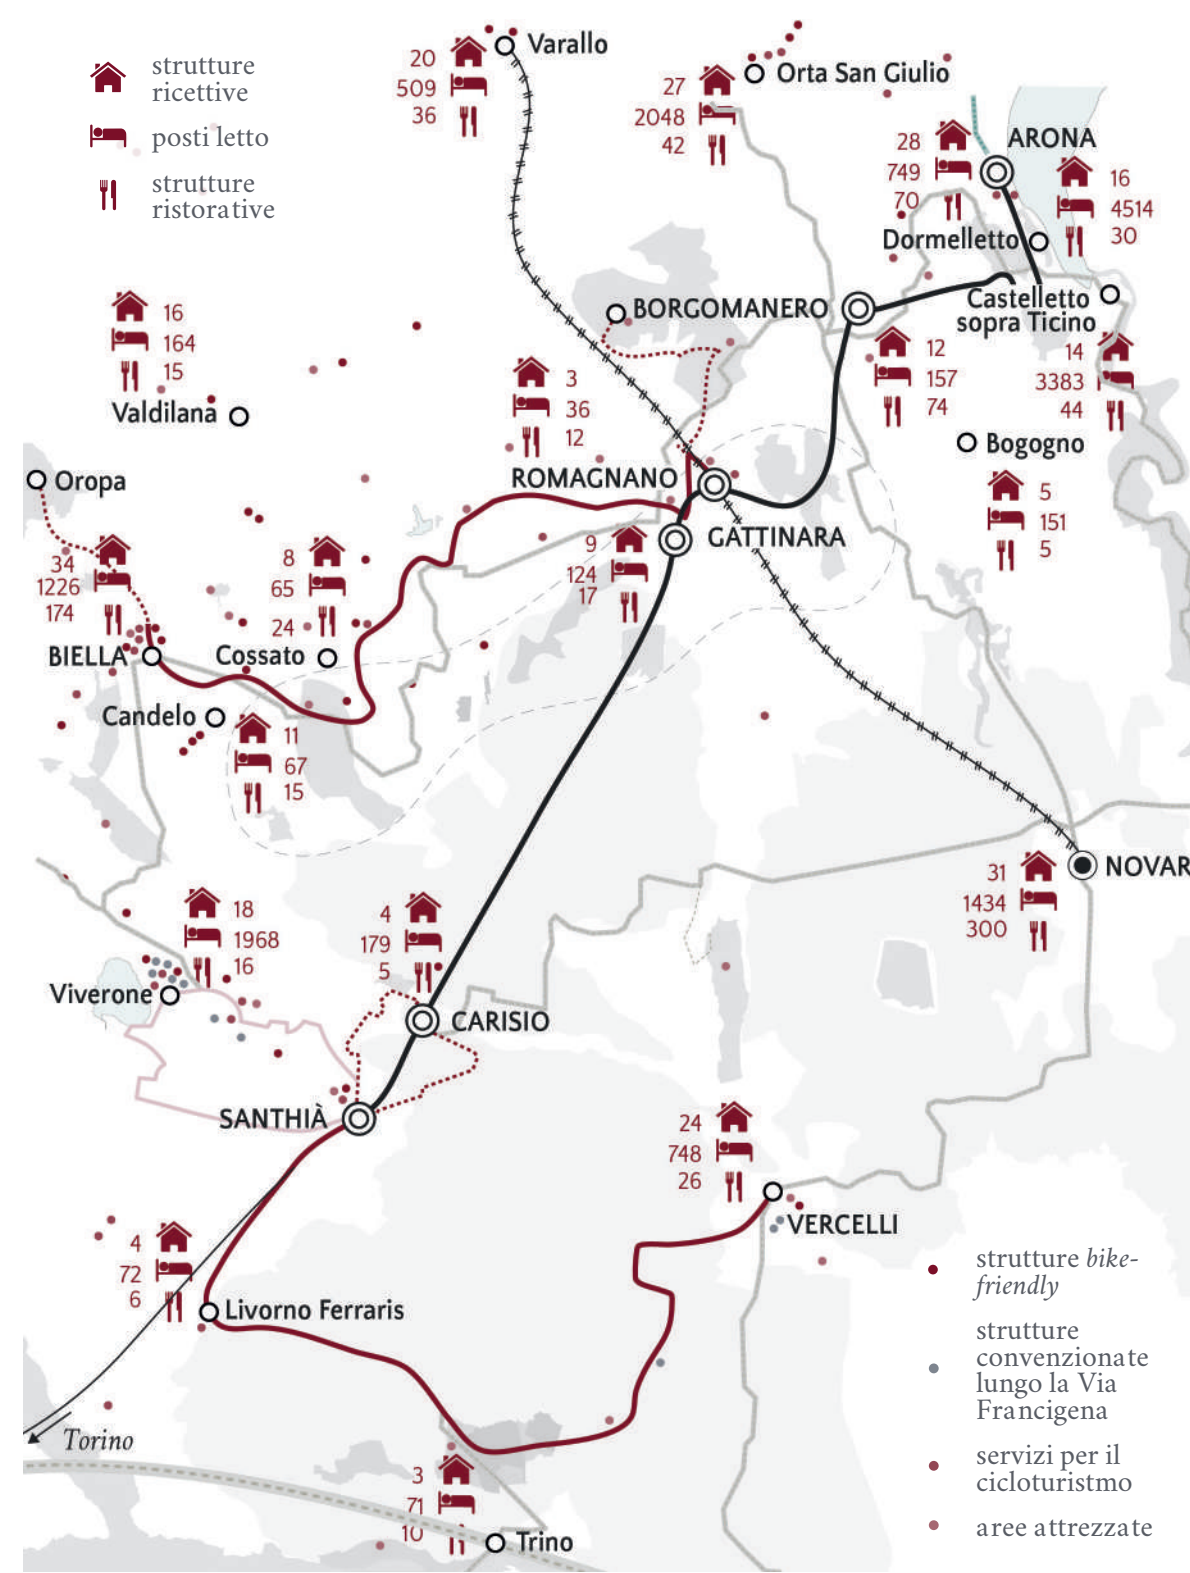 strutture
ricettive
posti letto
strutture
ristorative
20
509
36
Varallo
27
2048
42
Orta San Giulio
28
749
70
ARONA
16
4514
30
Dormelletto
Castelletto
sopra Ticino
14
3383
44
BORGOMANERO
12
157
74
16
164
15
Valdilana
3
36
12
Bogogno
5
151
5
Oropa
ROMAGNANO
GATTINARA
9
124
17
34
1226
174
BIELLA
8
65
24
Cossato
Candelo
11
67
15
31
1434
300
NOVAR
18
1968
16
Viverone
4
179
5
CARISIO
SANTHIÀ
24
748
26
VERCELLI
4
72
6
Livorno Ferraris
Torino
3
71
10
Trino
strutture bike-
friendly
strutture
convenzionate
lungo la Via
Francigena
servizi per il
cicloturistmo
aree attrezzate